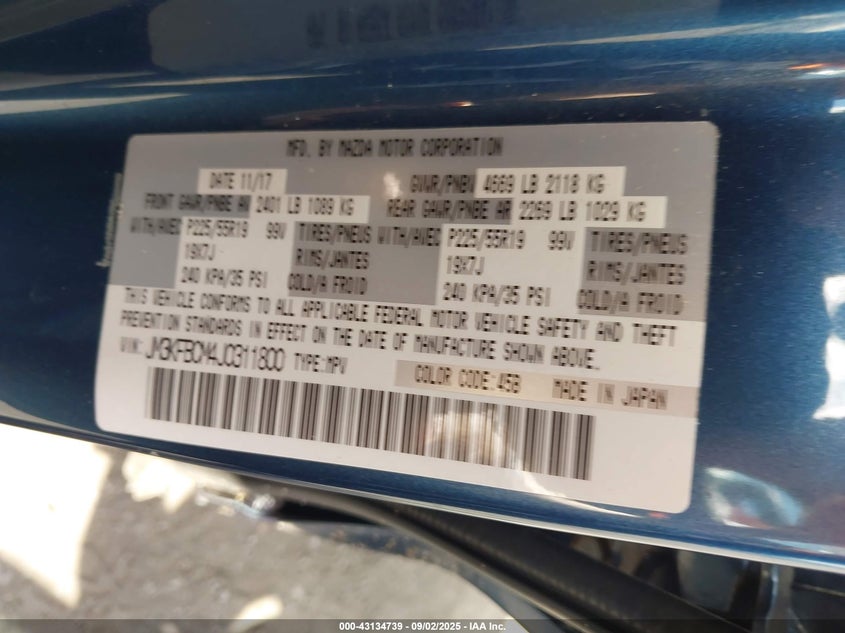 MFD. BY MAZDA MOTOR CORPORATION
DATE 11/17 GVWR/PNBV 4669 LB 2118 KG
FRONT GAWR/PNBE AV 2401 LB 1089 KG REAR GAWR/PNBE AR 2269 LB 1029 KG
WITH/AVEC P225/55R19 99V TIRES/PNEUS WITH/AVEC P225/55R19 99V TIRES/PNEUS
19X7J RIMS/JANTES 19X7J RIMS/JANTES
240 KPA/35 PSI COLD/A FROID 240 KPA/35 PSI COLD/A FROID
THIS VEHICLE CONFORMS TO ALL APPLICABLE FEDERAL MOTOR VEHICLE SAFETY AND THEFT
PREVENTION STANDARDS IN EFFECT ON THE DATE OF MANUFACTURE SHOWN ABOVE.
VIN: JM3KFBCM4J0311800 TYPE:MPV
COLOR CODE:45B MADE IN JAPAN
000-43134739 - 09/02/2025 - IAA Inc.